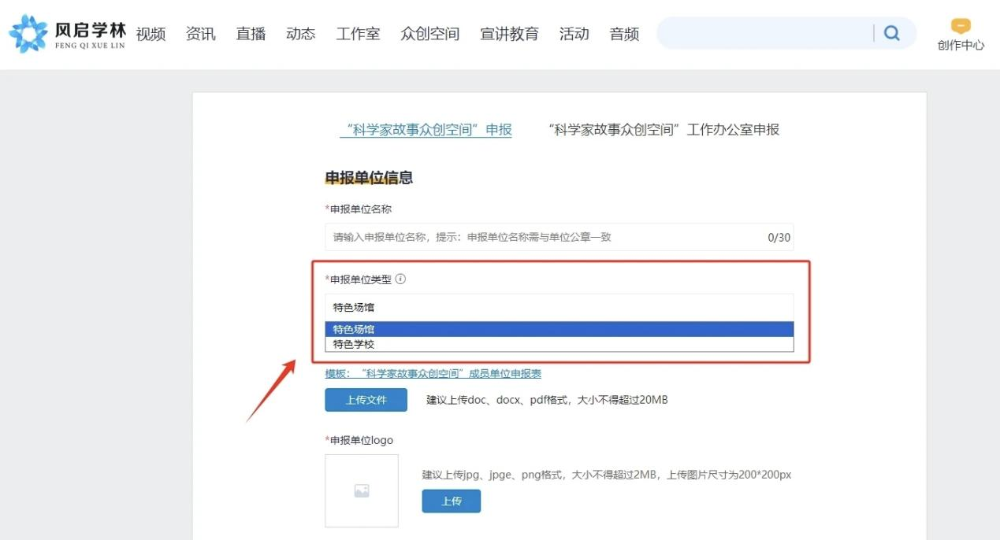 风启学林
FENG QI XUE LIN
视频 资讯 直播 动态 工作室 众创空间 宣讲教育 活动 音频
创作中心
“科学家故事众创空间”申报 “科学家故事众创空间”工作办公室申报
申报单位信息
*申报单位名称
请输入申报单位名称，提示：申报单位名称需与单位公章一致 0/30
*申报单位类型
特色场馆
特色场馆
特色学校
模板：“科学家故事众创空间”成员单位申报表
上传文件 建议上传doc、docx、pdf格式，大小不得超过20MB
*申报单位logo
建议上传jpg、jpge、png格式，大小不得超过2MB，上传图片尺寸为200*200px
上传